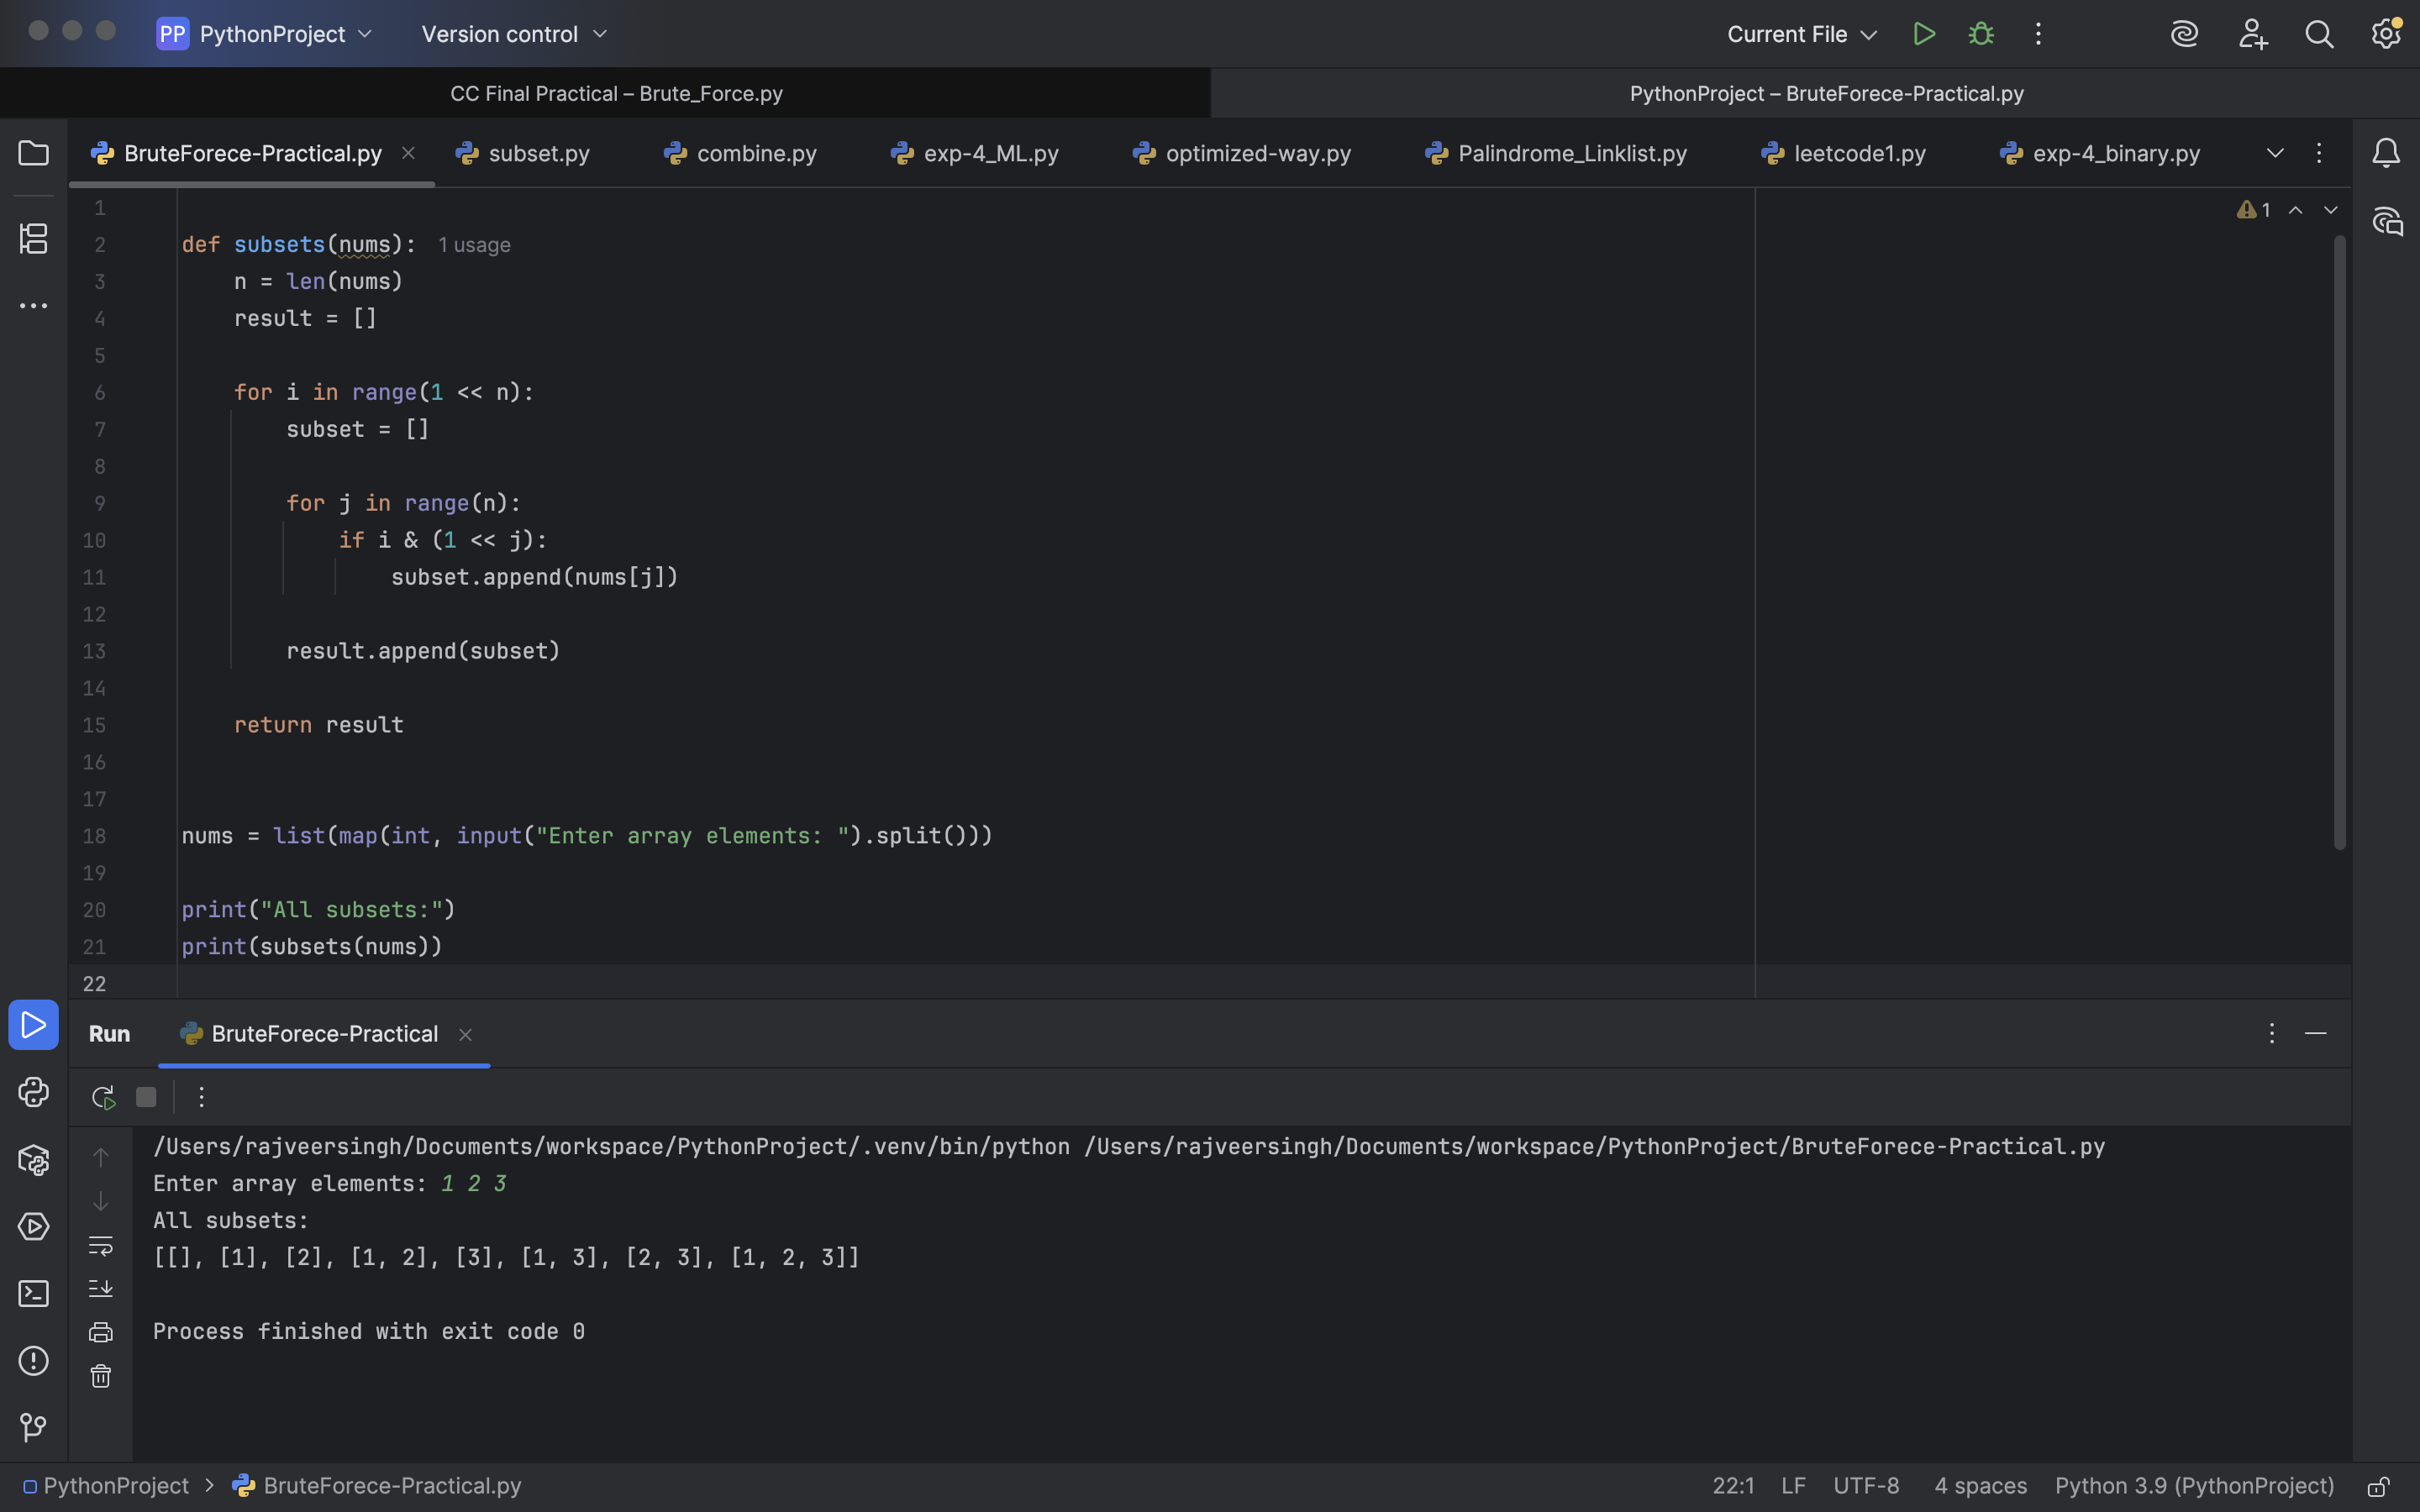 PP PythonProject Version control Current File
CC Final Practical – Brute_Force.py PythonProject – BruteForece-Practical.py
BruteForece-Practical.py subset.py combine.py exp-4_ML.py optimized-way.py Palindrome_Linklist.py leetcode1.py exp-4_binary.py
1
1
2 def subsets(nums): 1 usage
3     n = len(nums)
4     result = []
5
6     for i in range(1 << n):
7         subset = []
8
9         for j in range(n):
10             if i & (1 << j):
11                 subset.append(nums[j])
12
13         result.append(subset)
14
15     return result
16
17
18 nums = list(map(int, input("Enter array elements: ").split()))
19
20 print("All subsets:")
21 print(subsets(nums))
22
Run BruteForece-Practical
/Users/rajveersingh/Documents/workspace/PythonProject/.venv/bin/python /Users/rajveersingh/Documents/workspace/PythonProject/BruteForece-Practical.py
Enter array elements: 1 2 3
All subsets:
[[], [1], [2], [1, 2], [3], [1, 3], [2, 3], [1, 2, 3]]
Process finished with exit code 0
PythonProject > BruteForece-Practical.py 22:1 LF UTF-8 4 spaces Python 3.9 (PythonProject)